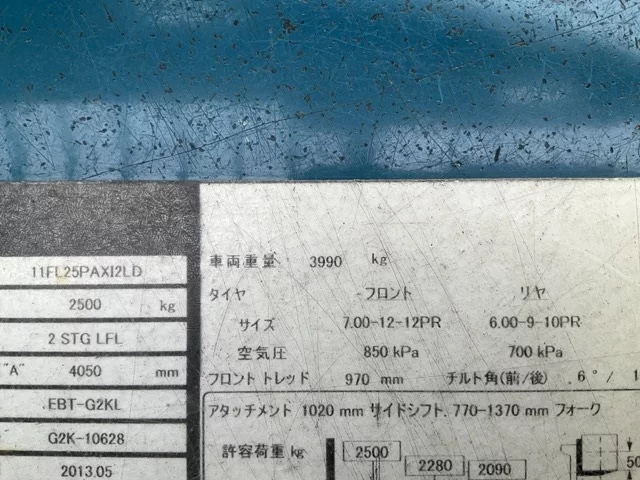 11FL25PAXI2LD
2500 kg
2 STG LFL
"A" 4050 mm
EBT-G2KL
G2K-10628
2013.05
車両重量 3990 kg
タイヤ フロント リヤ
サイズ 7.00-12-12PR 6.00-9-10PR
空気圧 850 kPa 700 kPa
フロント トレッド 970 mm チルト角(前/後) 6°/ 1
アタッチメント 1020 mm サイドシフト. 770-1370 mm フォーク
許容荷重 kg 2500
2280 2090
50